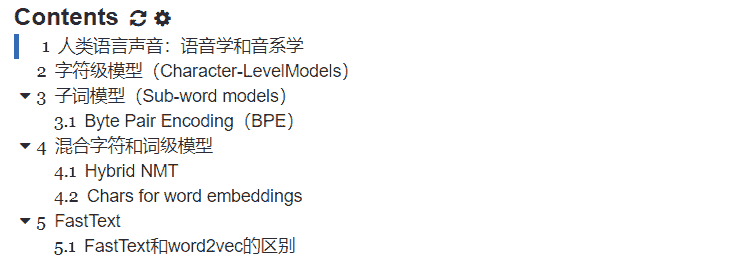 Contents
1 人类语言声音：语音学和音系学
2 字符级模型（Character-LevelModels）
3 子词模型（Sub-word models）
3.1 Byte Pair Encoding（BPE）
4 混合字符和词级模型
4.1 Hybrid NMT
4.2 Chars for word embeddings
5 FastText
5.1 FastText和word2vec的区别